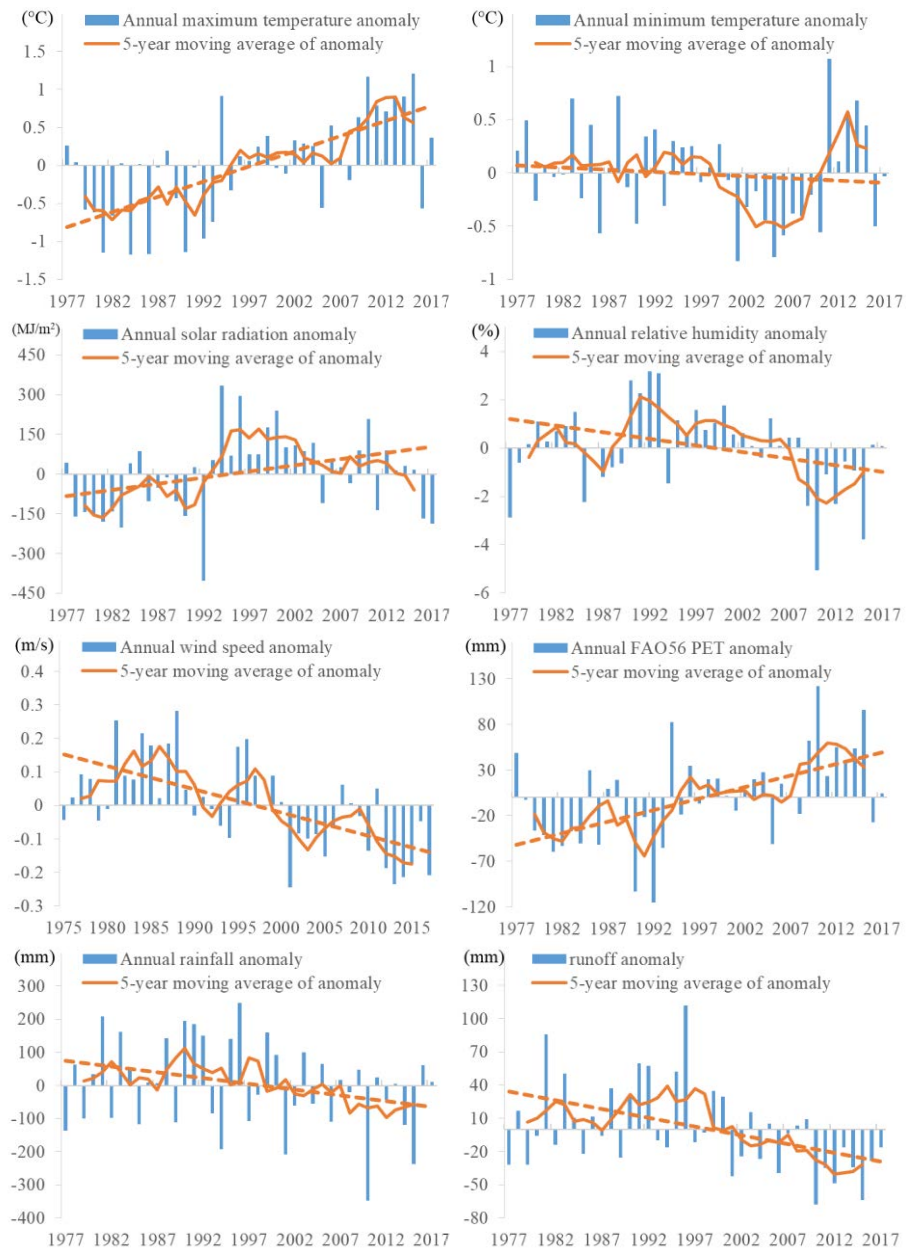 (°C) Annual maximum temperature anomaly
5-year moving average of anomaly
1.5
1
0.5
0
-0.5
-1
-1.5
1977 1982 1987 1992 1997 2002 2007 2012 2017
(°C) Annual minimum temperature anomaly
5-year moving average of anomaly
1
0.5
0
-0.5
-1
1977 1982 1987 1992 1997 2002 2007 2012 2017
(MJ/m²) Annual solar radiation anomaly
5-year moving average of anomaly
450
300
150
0
-150
-300
-450
1977 1982 1987 1992 1997 2002 2007 2012 2017
(%) Annual relative humidity anomaly
5-year moving average of anomaly
4
2
0
-2
-4
-6
1977 1982 1987 1992 1997 2002 2007 2012 2017
(m/s) Annual wind speed anomaly
5-year moving average of anomaly
0.4
0.3
0.2
0.1
0
-0.1
-0.2
-0.3
1975 1980 1985 1990 1995 2000 2005 2010 2015
(mm) Annual FAO56 PET anomaly
5-year moving average of anomaly
130
80
30
-20
-70
-120
1977 1982 1987 1992 1997 2002 2007 2012 2017
(mm) Annual rainfall anomaly
5-year moving average of anomaly
300
200
100
0
-100
-200
-300
-400
1977 1982 1987 1992 1997 2002 2007 2012 2017
(mm) runoff anomaly
5-year moving average of anomaly
130
100
70
40
10
-20
-50
-80
1977 1982 1987 1992 1997 2002 2007 2012 2017